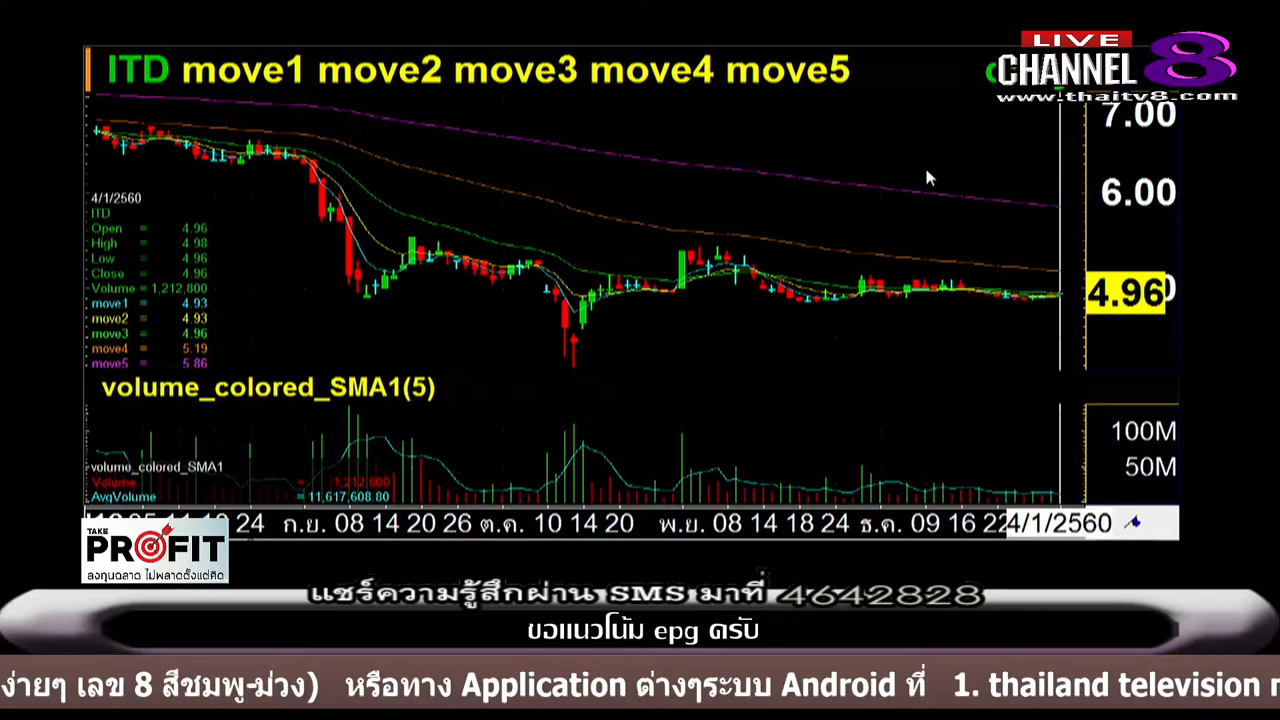 LIVE
CHANNEL 8
www.thaitv8.com
ITD move1 move2 move3 move4 move5
7.00
6.00
4.96
4/1/2560
ITD
Open = 4.96
High = 4.98
Low = 4.96
Close = 4.96
Volume = 1,212,800
move1 = 4.93
move2 = 4.93
move3 = 4.96
move4 = 5.19
move5 = 5.86
volume_colored_SMA1(5)
100M
50M
volume_colored_SMA1
Volume = 1,212,800
AvgVolume = 11,617,608.80
24 ก.ย. 08 14 20 26 ต.ค. 10 14 20 พ.ย. 08 14 18 24 ธ.ค. 09 16 22 4/1/2560
TAKE
PROFIT
ลงทุนฉลาด ไม่พลาดตั้งแต่คิด
แชร์ความรู้สึกผ่าน SMS มาที่ 4642828
ขอแนวโน้ม epg ครับ
ง่ายๆ เลข 8 สีชมพู-ม่วง) หรือทาง Application ต่างๆระบบ Android ที่ 1. thailand television